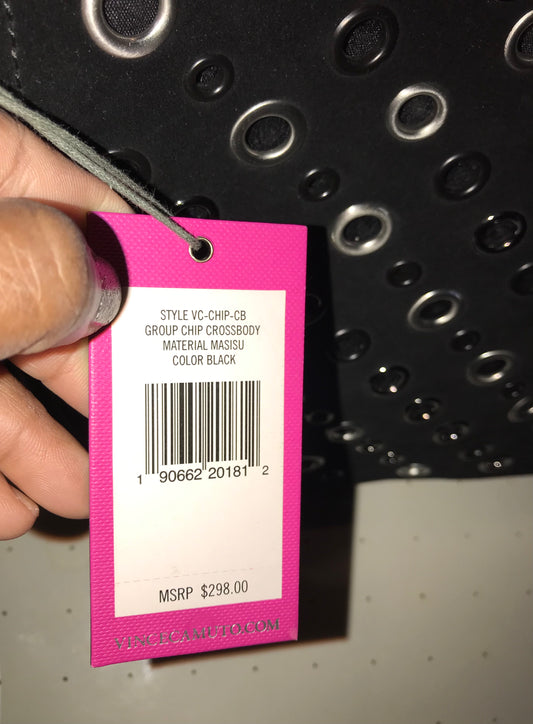 STYLE VC-CHIP-CB
GROUP CHIP CROSSBODY
MATERIAL MASISU
COLOR BLACK
1 90662 20181 2
MSRP $298.00
VINCECAMUTO.COM